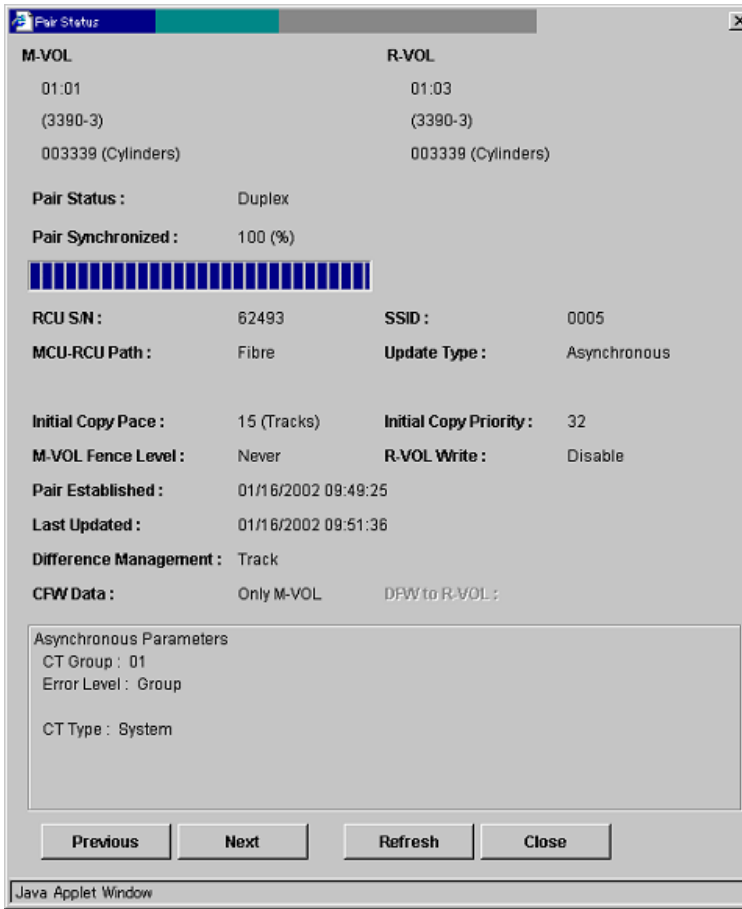 Pair Status
M-VOL R-VOL
01:01 01:03
(3390-3) (3390-3)
003339 (Cylinders) 003339 (Cylinders)
Pair Status : Duplex
Pair Synchronized : 100 (%)
RCU S/N : 62493 SSID : 0005
MCU-RCU Path : Fibre Update Type : Asynchronous
Initial Copy Pace : 15 (Tracks) Initial Copy Priority : 32
M-VOL Fence Level : Never R-VOL Write : Disable
Pair Established : 01/16/2002 09:49:25
Last Updated : 01/16/2002 09:51:36
Difference Management : Track
CFW Data : Only M-VOL DFW to R-VOL :
Asynchronous Parameters
CT Group : 01
Error Level : Group
CT Type : System
Previous Next Refresh Close
Java Applet Window